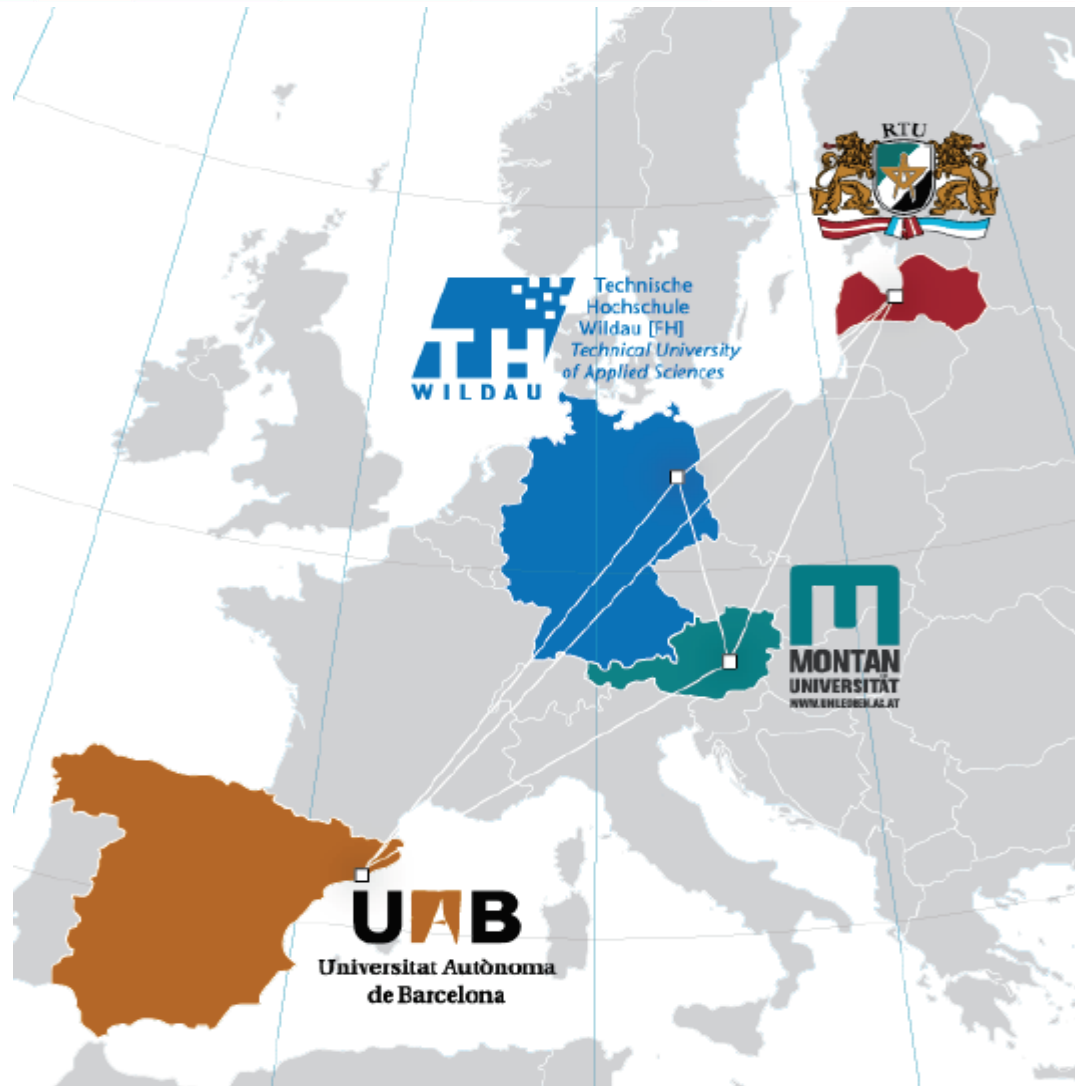 RTU
Technische
Hochschule
Wildau [FH]
Technical University
of Applied Sciences
TH
WILDAU
MONTAN
UNIVERSITÄT
WWW.UNILEOBEN.AC.AT
UAB
Universitat Autònoma
de Barcelona